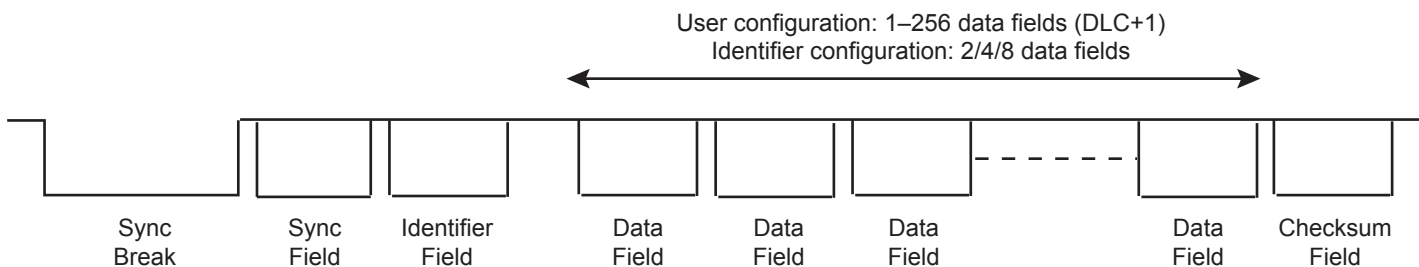 User configuration: 1–256 data fields (DLC+1)
Identifier configuration: 2/4/8 data fields
Sync
Break
Sync
Field
Identifier
Field
Data
Field
Data
Field
Data
Field
Data
Field
Checksum
Field